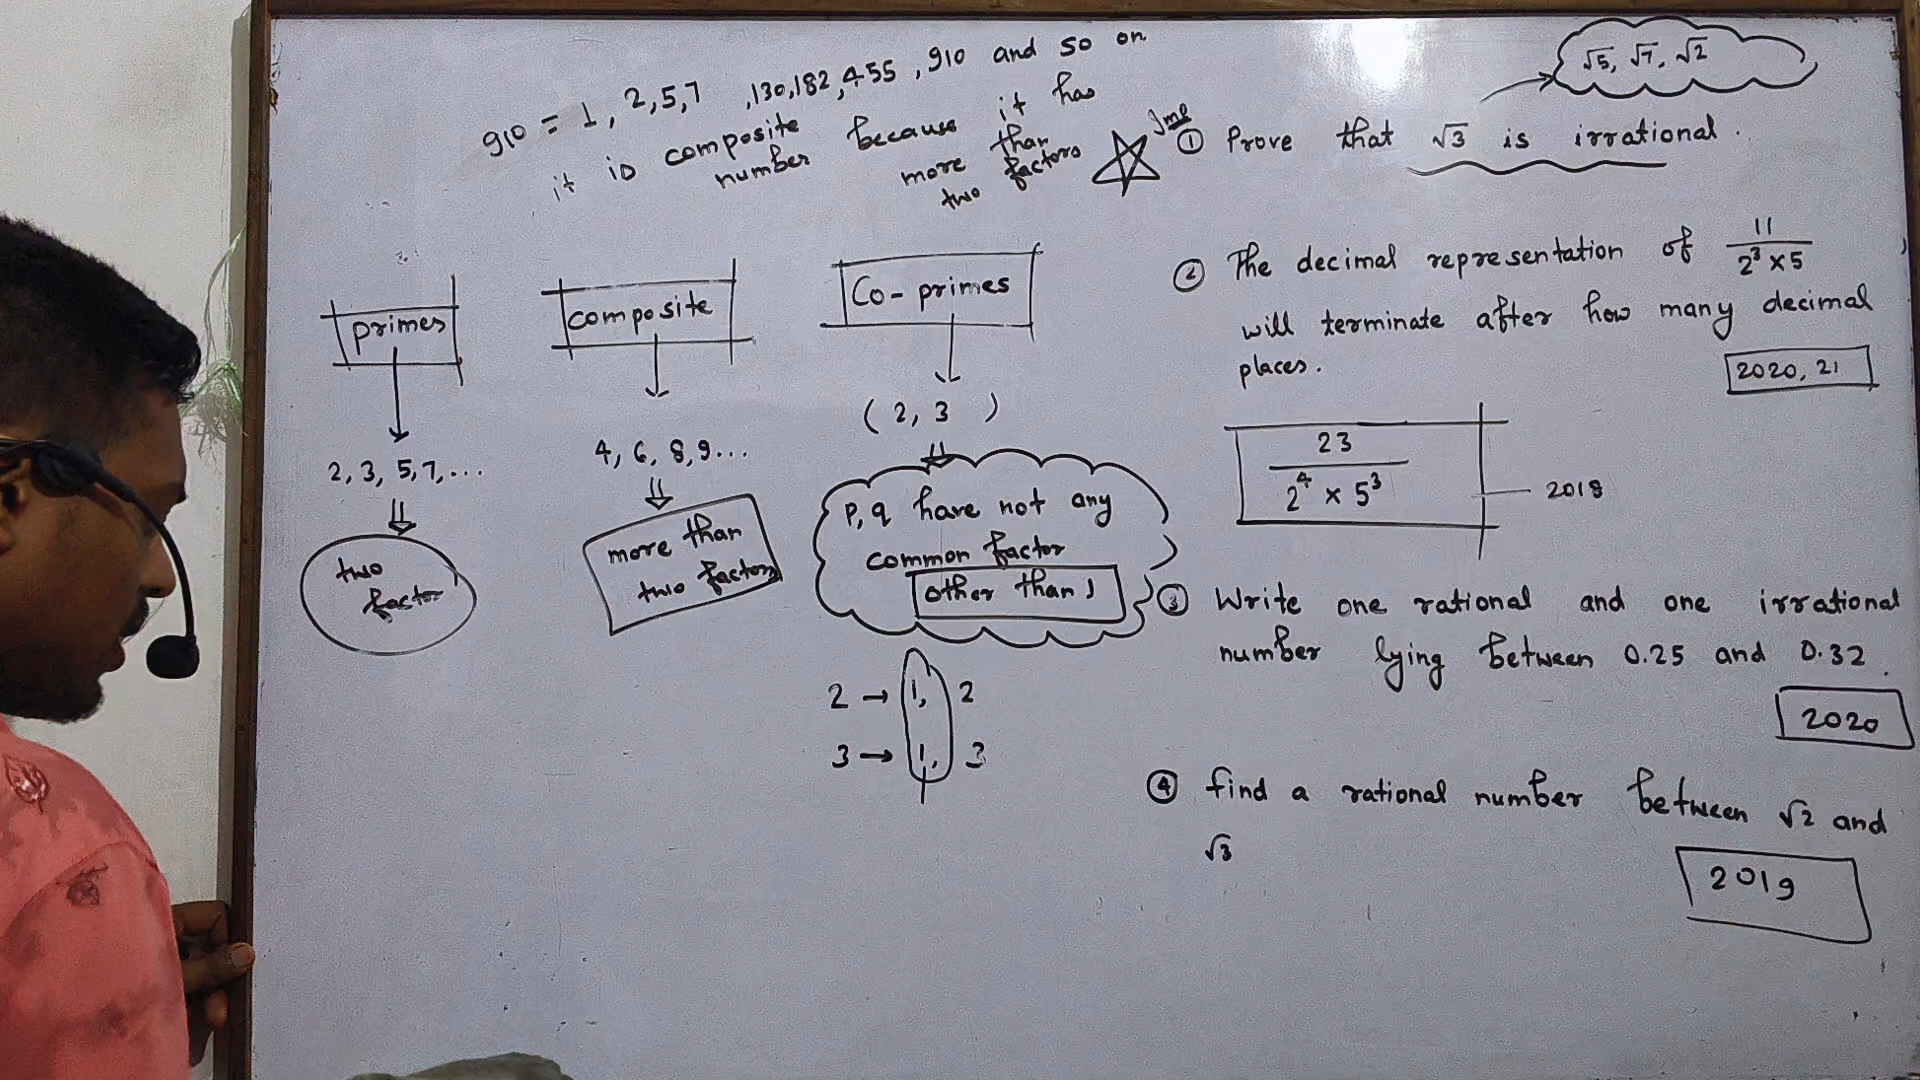 910 = 1, 2,5,7 ,130,182,455 ,910 and so on
it is composite number because it has more than two factors
primes
2, 3, 5,7,...
two factor
composite
4, 6, 8,9...
more than
two factors
Co-primes
(2, 3 )
P,q have not any
common factor
other than 1
2 → 1, 2
3 → 1, 3
√5, √7, √2
Imp
① Prove that √3 is irrational.
② The decimal representation of 11/2³ × 5
will terminate after how many decimal
places.
2020, 21
23/2⁴ × 5³
2018
③ Write one rational and one irrational
number lying between 0.25 and 0.32.
2020
④ find a rational number between √2 and
√3
2019